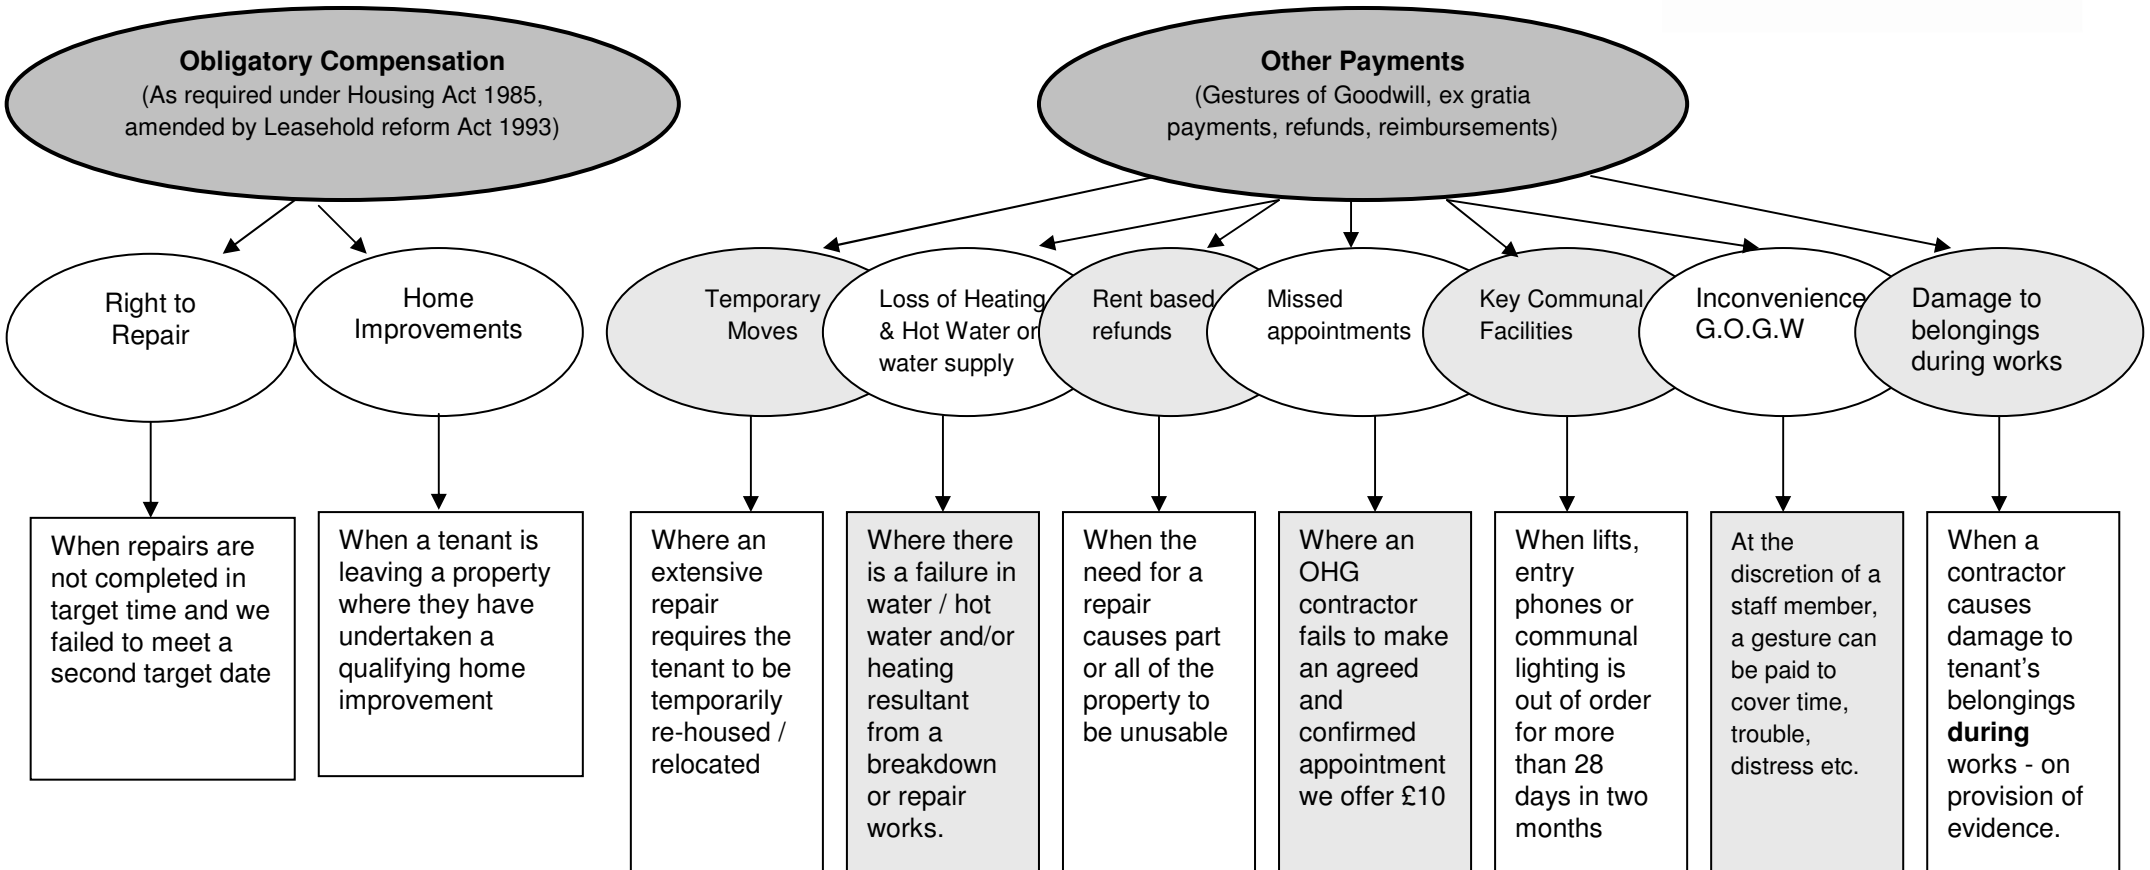 Obligatory Compensation
(As required under Housing Act 1985,
amended by Leasehold reform Act 1993)
Other Payments
(Gestures of Goodwill, ex gratia
payments, refunds, reimbursements)
Right to
Repair
Home
Improvements
Temporary
Moves
Loss of Heating
& Hot Water or
water supply
Rent based
refunds
Missed
appointments
Key Communal
Facilities
Inconvenience
G.O.G.W
Damage to
belongings
during works
When repairs are
not completed in
target time and we
failed to meet a
second target date
When a tenant is
leaving a property
where they have
undertaken a
qualifying home
improvement
Where an
extensive
repair
requires the
tenant to be
temporarily
re-housed /
relocated
Where there
is a failure in
water / hot
water and/or
heating
resultant
from a
breakdown
or repair
works.
When the
need for a
repair
causes part
or all of the
property to
be unusable
Where an
OHG
contractor
fails to make
an agreed
and
confirmed
appointment
we offer £10
When lifts,
entry
phones or
communal
lighting is
out of order
for more
than 28
days in two
months
At the
discretion of a
staff member,
a gesture can
be paid to
cover time,
trouble,
distress etc.
When a
contractor
causes
damage to
tenant’s
belongings
during
works - on
provision of
evidence.